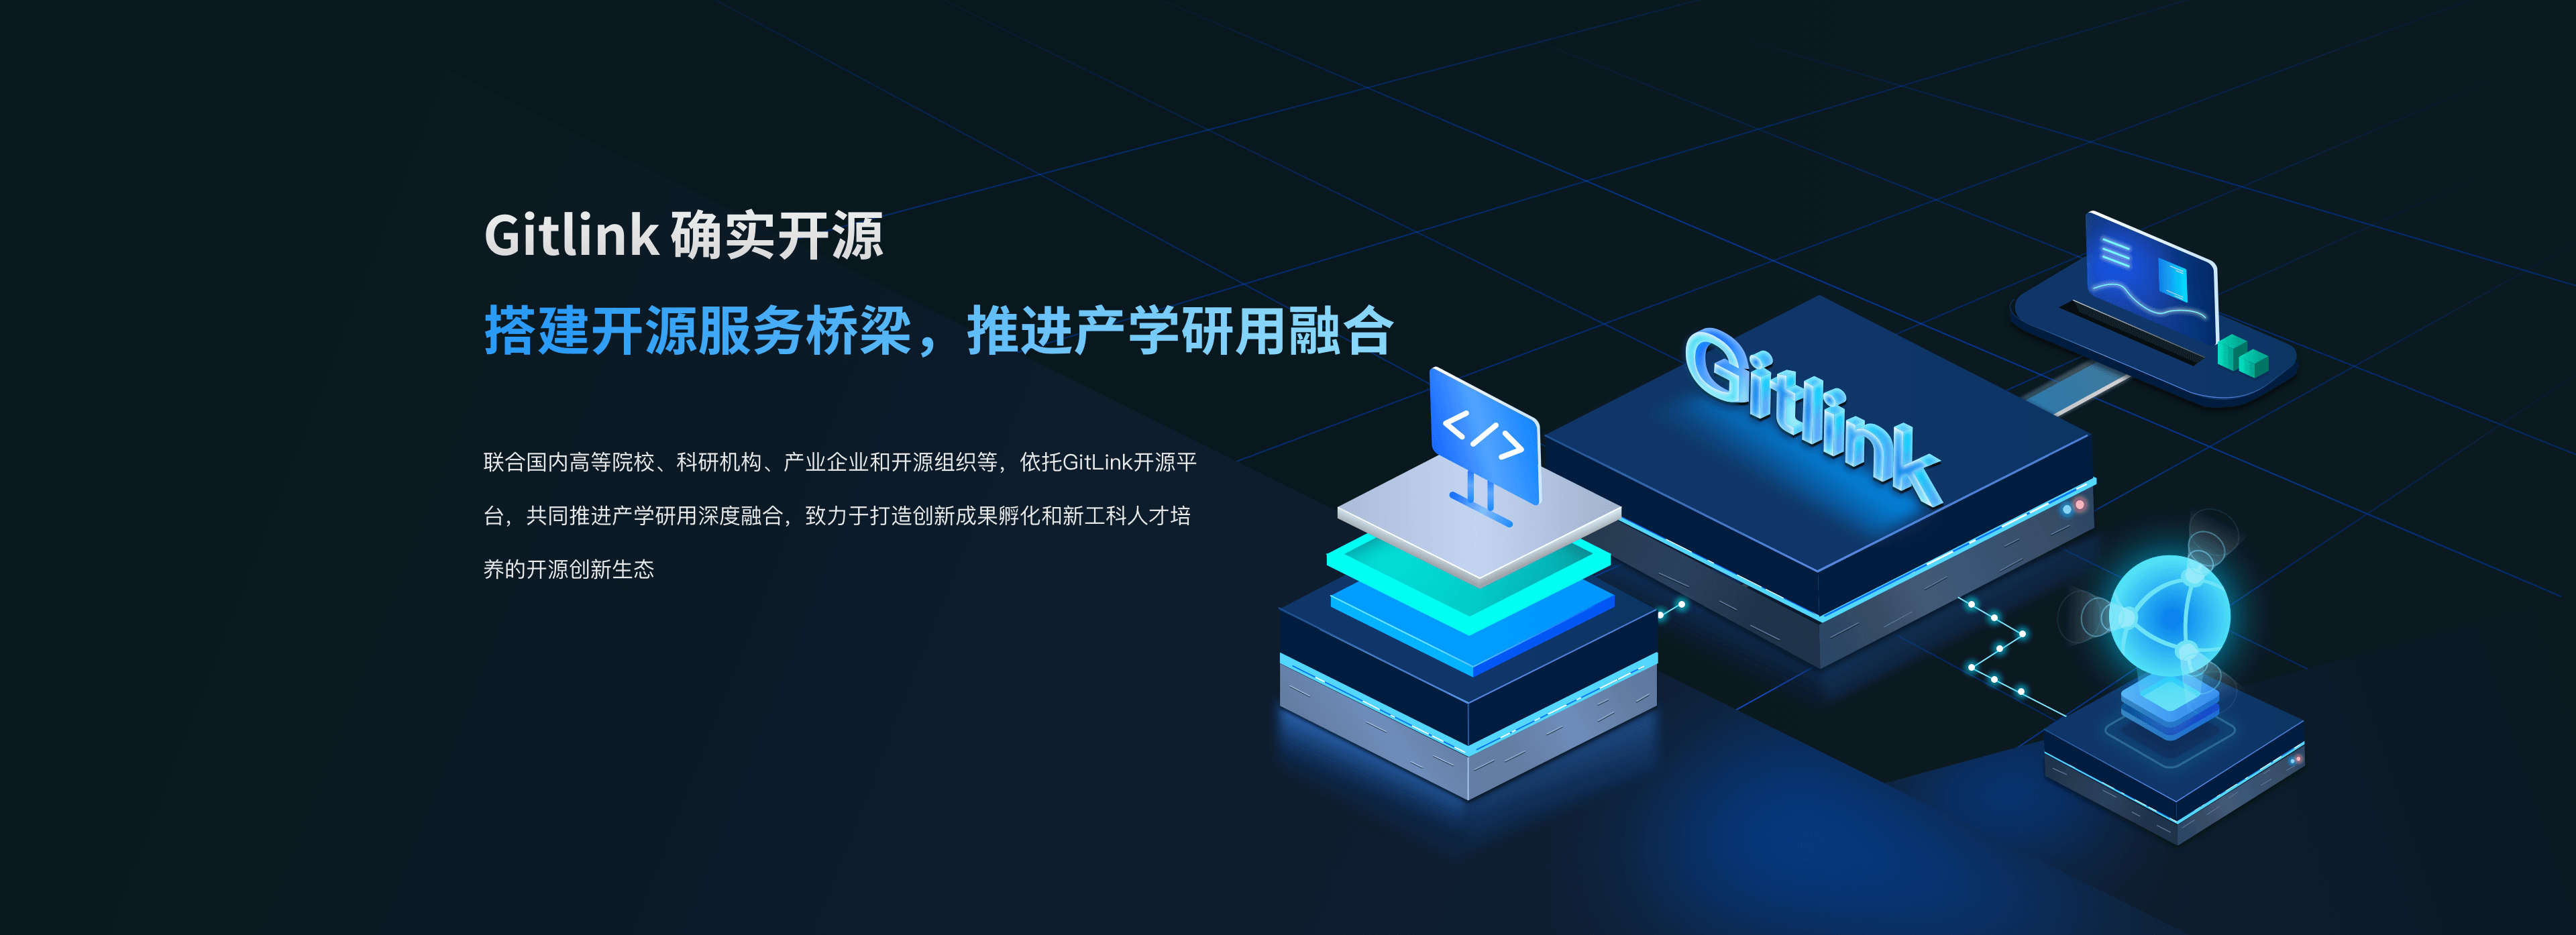 Gitlink 确实开源
搭建开源服务桥梁，推进产学研用融合
联合国内高等院校、科研机构、产业企业和开源组织等，依托GitLink开源平
台，共同推进产学研用深度融合，致力于打造创新成果孵化和新工科人才培
养的开源创新生态
</>
Gitlink